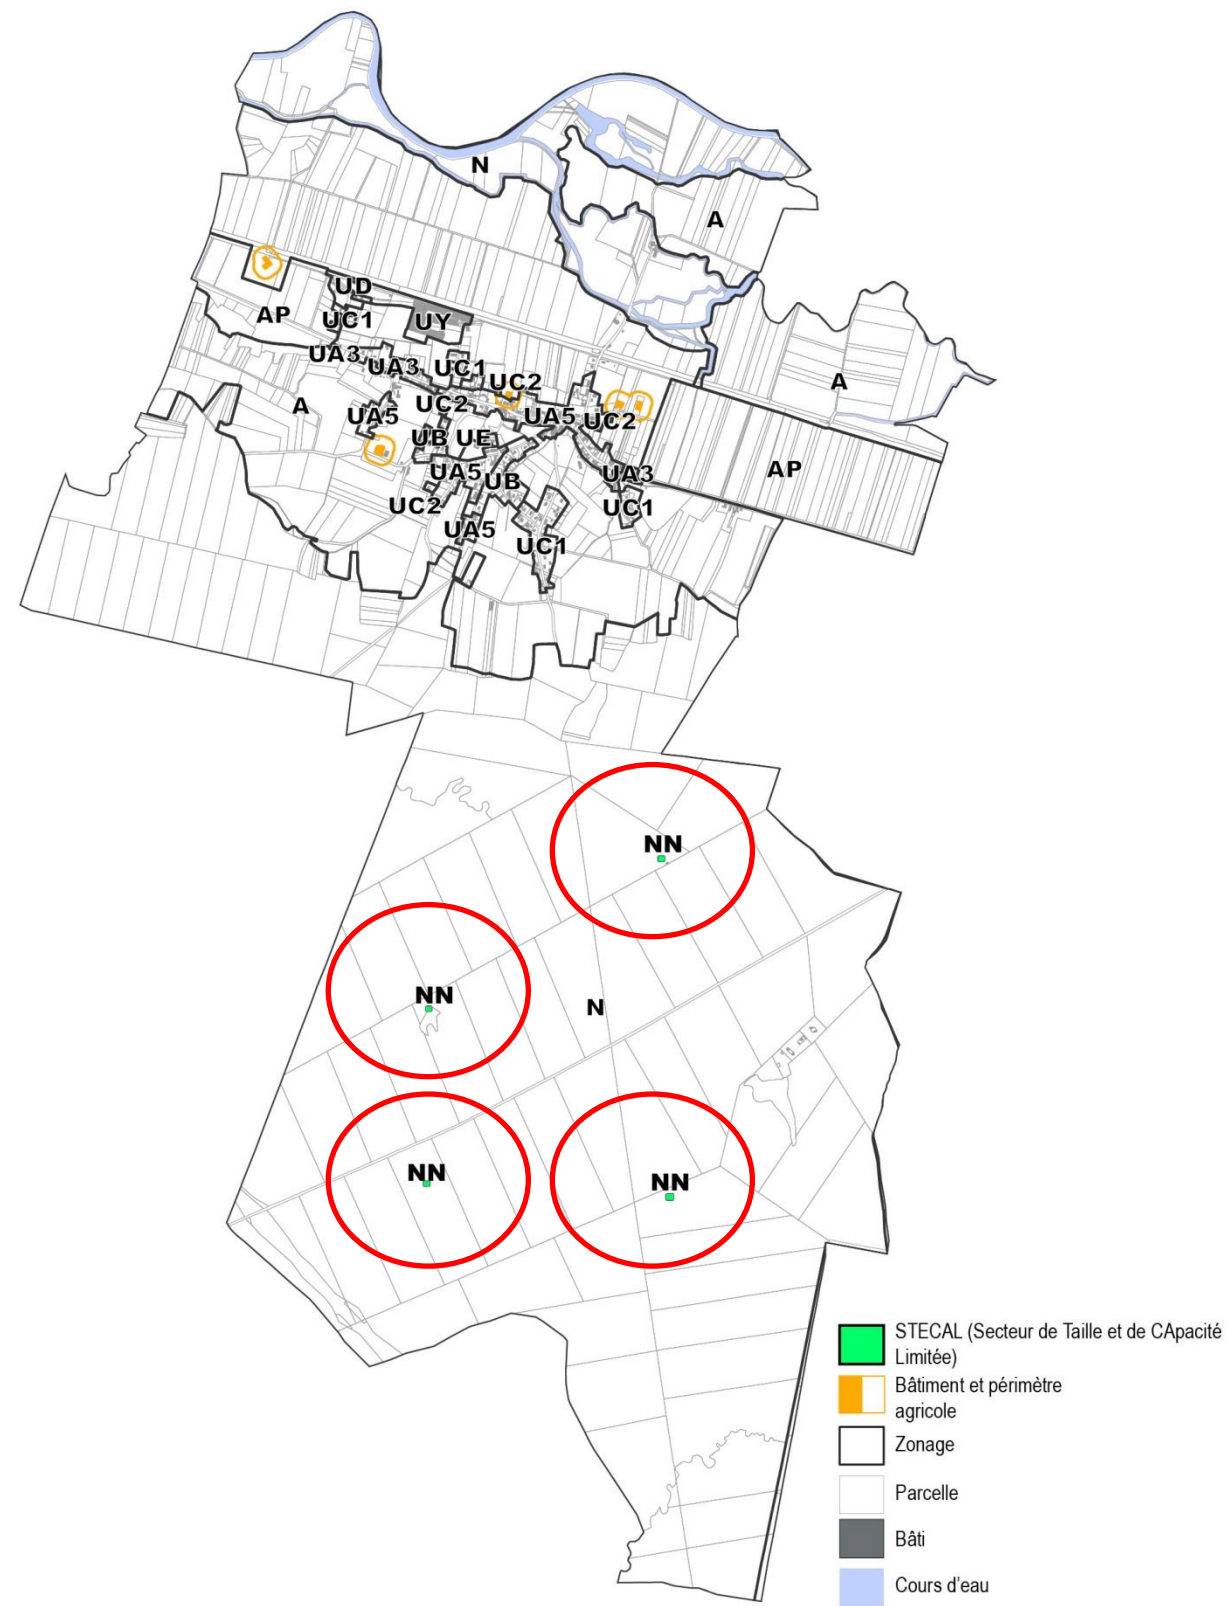 N
A
UD
AP
UC1
UY
UA3
UA3
UC1
UC2
A
A
UC2
UA5
UA5
UC2
UB
UE
AP
UA5
UB
UA3
UC2
UC1
UA5
UC1
NN
NN
N
NN
NN
STECAL (Secteur de Taille et de CApacité
Limitée)
Bâtiment et périmètre
agricole
Zonage
Parcelle
Bâti
Cours d'eau